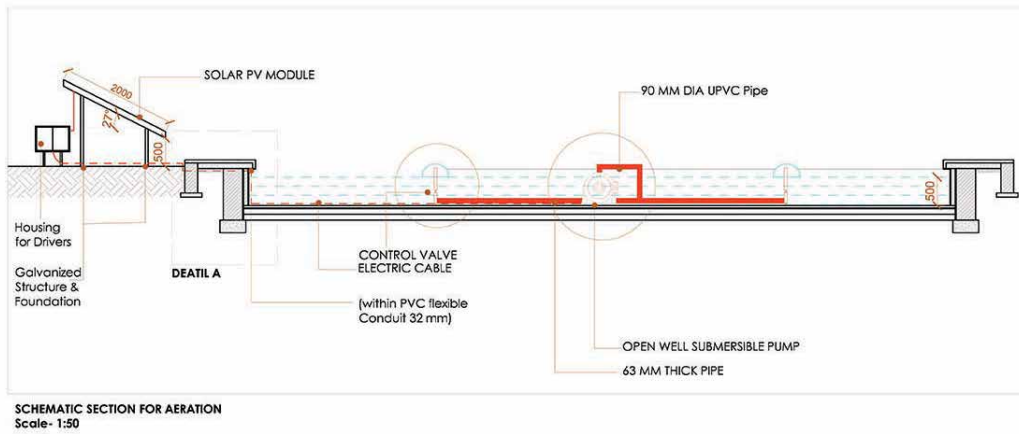 SOLAR PV MODULE
2000
27°
500
90 MM DIA UPVC Pipe
500
Housing
for Drivers
Galvanized
Structure &
Foundation
DEATIL A
CONTROL VALVE
ELECTRIC CABLE
(within PVC flexible
Conduit 32 mm)
OPEN WELL SUBMERSIBLE PUMP
63 MM THICK PIPE
SCHEMATIC SECTION FOR AERATION
Scale- 1:50